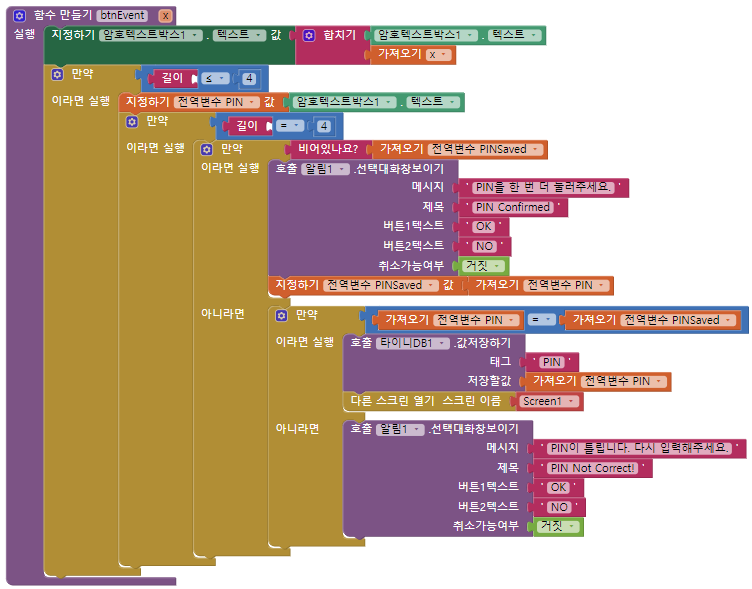 함수 만들기 btnEvent x
실행 지정하기 암호텍스트박스1 . 텍스트 값 합치기 암호텍스트박스1 . 텍스트
가져오기 x
만약 길이 ≤ 4
이라면 실행 지정하기 전역변수 PIN 값 암호텍스트박스1 . 텍스트
만약 길이 = 4
이라면 실행 만약 비어있나요? 가져오기 전역변수 PINSaved
이라면 실행 호출 알림1 .선택대화창보이기
메시지 " PIN을 한 번 더 눌러주세요. "
제목 " PIN Confirmed "
버튼1텍스트 " OK "
버튼2텍스트 " NO "
취소가능여부 거짓
지정하기 전역변수 PINSaved 값 가져오기 전역변수 PIN
아니라면 만약 가져오기 전역변수 PIN = 가져오기 전역변수 PINSaved
이라면 실행 호출 타이니DB1 .값저장하기
태그 " PIN "
저장할값 가져오기 전역변수 PIN
다른 스크린 열기 스크린 이름 Screen1
아니라면 호출 알림1 .선택대화창보이기
메시지 " PIN이 틀립니다. 다시 입력해주세요. "
제목 " PIN Not Correct! "
버튼1텍스트 " OK "
버튼2텍스트 " NO "
취소가능여부 거짓